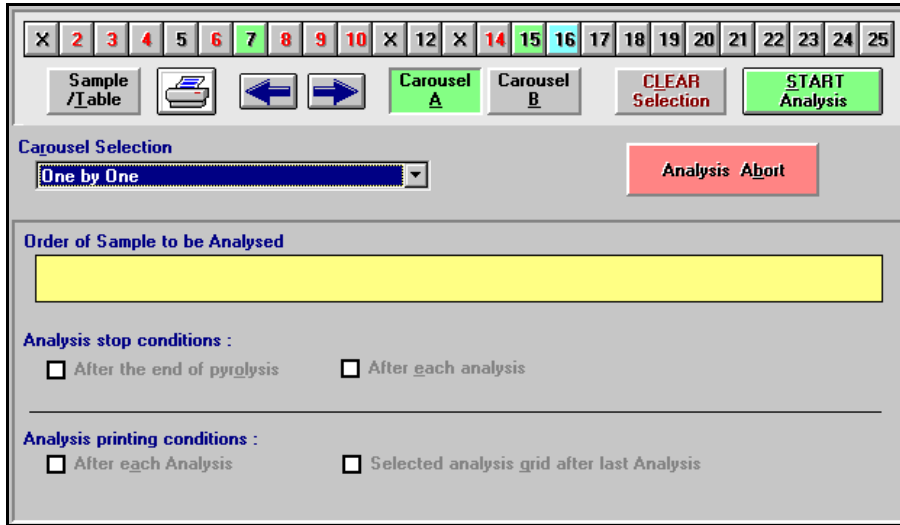 X 2 3 4 5 6 7 8 9 10 X 12 X 14 15 16 17 18 19 20 21 22 23 24 25
Sample
/Table
Carousel
A
Carousel
B
CLEAR
Selection
START
Analysis
Carousel Selection
One by One
Analysis Abort
Order of Sample to be Analysed
Analysis stop conditions :
After the end of pyrolysis
After each analysis
Analysis printing conditions :
After each Analysis
Selected analysis grid after last Analysis